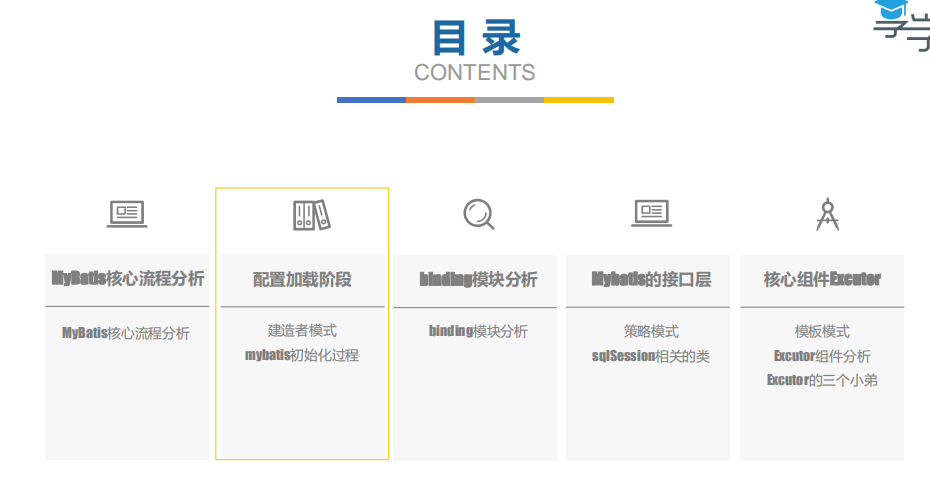 目 录
CONTENTS
MyBatis核心流程分析
MyBatis核心流程分析
配置加载阶段
建造者模式
mybatis初始化过程
binding模块分析
binding模块分析
Mybatis的接口层
策略模式
sqlSession相关的类
核心组件Excutor
模板模式
Excutor组件分析
Excutor的三个小弟